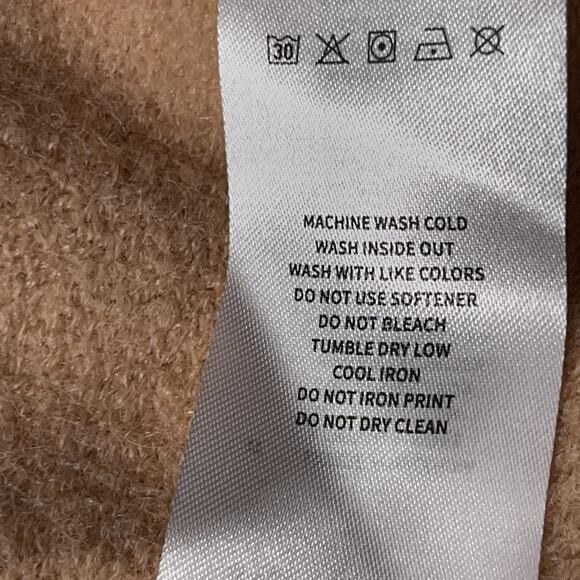 30
MACHINE WASH COLD
WASH INSIDE OUT
WASH WITH LIKE COLORS
DO NOT USE SOFTENER
DO NOT BLEACH
TUMBLE DRY LOW
COOL IRON
DO NOT IRON PRINT
DO NOT DRY CLEAN